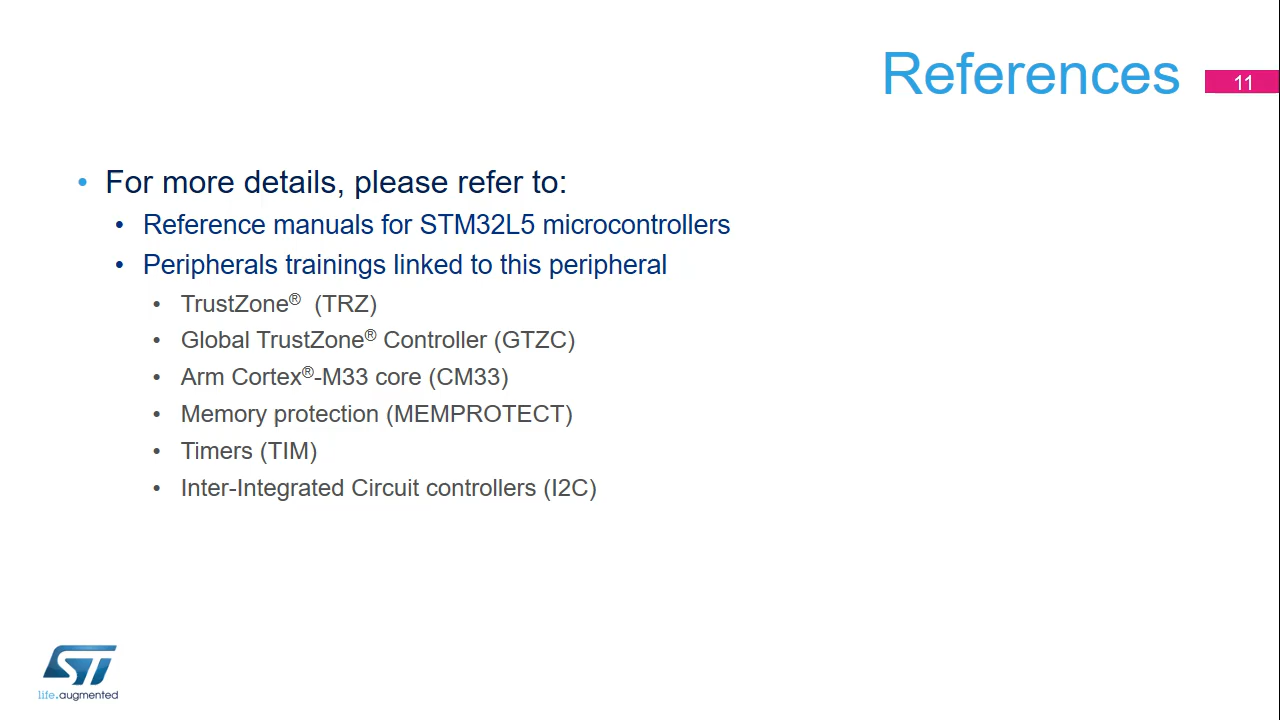 References
11
• For more details, please refer to:
• Reference manuals for STM32L5 microcontrollers
• Peripherals trainings linked to this peripheral
• TrustZone® (TRZ)
• Global TrustZone® Controller (GTZC)
• Arm Cortex®-M33 core (CM33)
• Memory protection (MEMPROTECT)
• Timers (TIM)
• Inter-Integrated Circuit controllers (I2C)
ST
life.augmented